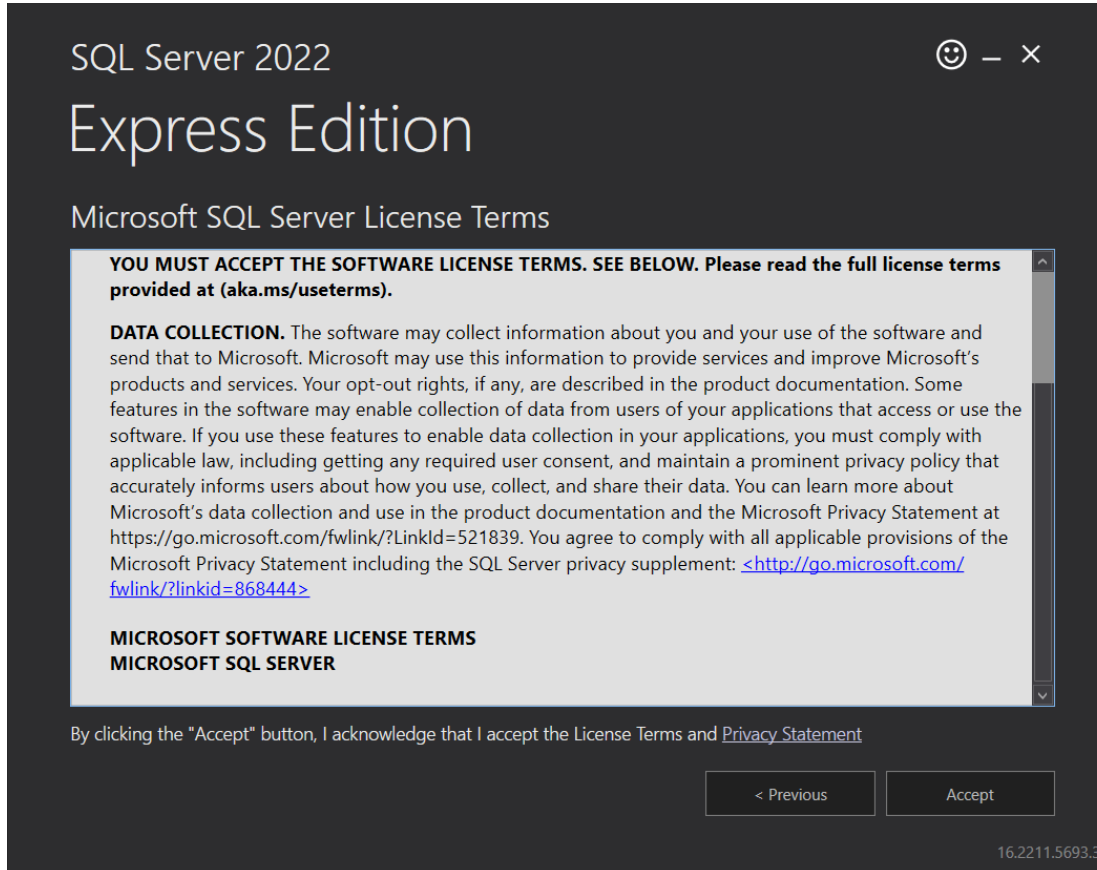 SQL Server 2022
Express Edition
Microsoft SQL Server License Terms
YOU MUST ACCEPT THE SOFTWARE LICENSE TERMS. SEE BELOW. Please read the full license terms
provided at (aka.ms/useterms).
DATA COLLECTION. The software may collect information about you and your use of the software and
send that to Microsoft. Microsoft may use this information to provide services and improve Microsoft's
products and services. Your opt-out rights, if any, are described in the product documentation. Some
features in the software may enable collection of data from users of your applications that access or use the
software. If you use these features to enable data collection in your applications, you must comply with
applicable law, including getting any required user consent, and maintain a prominent privacy policy that
accurately informs users about how you use, collect, and share their data. You can learn more about
Microsoft's data collection and use in the product documentation and the Microsoft Privacy Statement at
https://go.microsoft.com/fwlink/?LinkId=521839. You agree to comply with all applicable provisions of the
Microsoft Privacy Statement including the SQL Server privacy supplement: <http://go.microsoft.com/
fwlink/?linkid=868444>
MICROSOFT SOFTWARE LICENSE TERMS
MICROSOFT SQL SERVER
By clicking the "Accept" button, I acknowledge that I accept the License Terms and Privacy Statement
< Previous
Accept
16.2211.5693.3